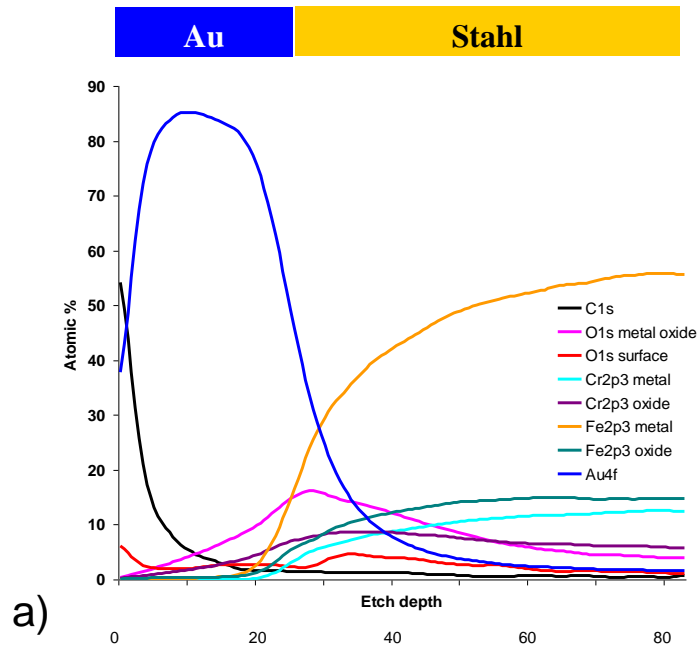 Au Stahl
90
80
70
60
50
40
30
20
10
0
Atomic %
C1s
O1s metal oxide
O1s surface
Cr2p3 metal
Cr2p3 oxide
Fe2p3 metal
Fe2p3 oxide
Au4f
Etch depth
a)
0 20 40 60 80